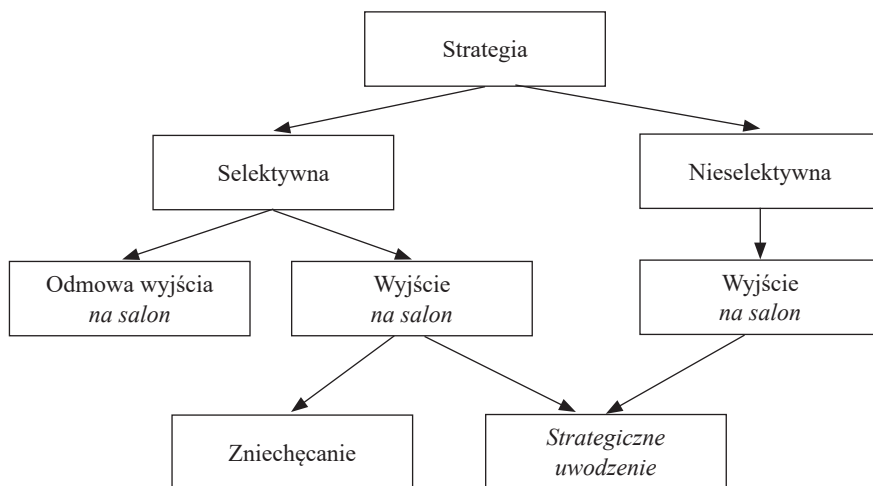 Strategia
Selektywna
Nieselektywna
Odmowa wyjścia
na salon
Wyjście
na salon
Wyjście
na salon
Zniechęcanie
Strategiczne
uwodzenie